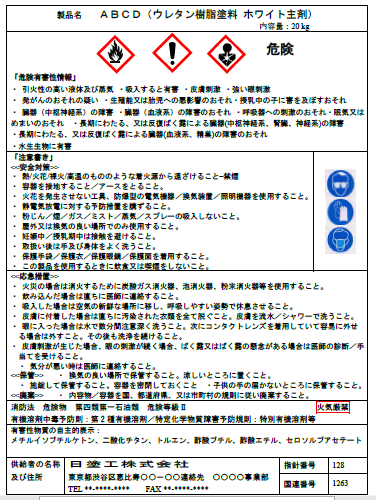 製品名 ＡＢＣＤ（ウレタン樹脂塗料 ホワイト主剤）
内容量：20 kg
危険
「危険有害性情報」
・ 引火性の高い液体及び蒸気 ・吸入すると有害 ・皮膚刺激 ・強い眼刺激
・ 発がんのおそれの疑い ・生殖能又は胎児への悪影響のおそれ・授乳中の子に害を及ぼすおそれ
・ 臓器（中枢神経系）の障害 ・臓器（血液系）の障害のおそれ ・呼吸器への刺激のおそれ・眠気又は
めまいのおそれ ・長期にわたる、又は反復ばく露による臓器(中枢神経系、腎臓、神経系)の障害
・長期にわたる、又は反復ばく露による臓器(血液系、精巣)の障害のおそれ
・水生生物に有害
「注意書き」
<<安全対策>>
・ 熱/火花/裸火/高温のもののような着火源から遠ざけること−禁煙
・ 容器を接地すること／アースをとること。
・ 火花を発生させない工具、防爆型の電気機器／換気装置／照明機器を使用すること。
・ 静電気放電に対する予防措置を講ずること。
・ 粉じん／煙／ガス／ミスト／蒸気／スプレーの吸入しないこと。
・ 屋外又は換気の良い場所でのみ使用すること。
・ 妊娠中／授乳期中は接触を避けること。
・ 取扱い後は手及び身体をよく洗うこと。
・ 保護手袋／保護衣／保護眼鏡／保護面を着用すること。
・ この製品を使用するときに飲食又は喫煙をしないこと。
<<応急措置>>
・ 火災の場合は消火するために炭酸ガス消火器、泡消火器、粉末消火器等を使用すること。
・ 飲み込んだ場合は直ちに医師に連絡すること。
・ 吸入した場合は空気の新鮮な場所に移し、呼吸しやすい姿勢で休息させること。
・ 皮膚に付着した場合は直ちに汚染された衣類を全て脱ぐこと。皮膚を流水／シャワーで洗うこと。
・ 眼に入った場合は水で数分間注意深く洗うこと。次にコンタクトレンズを着用していて容易に外せ
る場合は外すこと。その後も洗浄を続けること。
・ 皮膚刺激が生じた場合、眼の刺激が続く場合、ばく露又はばく露の懸念がある場合は医師の診断／手
当てを受けること。
・ 気分が悪い時は医師に連絡すること。
<<保管>> ・ 換気の良い場所で保管すること。涼しいところに置くこと。
・ 施錠して保管すること。容器を密閉しておくこと ・子供の手の届かないところに保管すること。
<<廃棄>> ・ 内容物／容器を国、都道府県、又は市町村の規則に従い廃棄すること。
消防法 危険物 第四類第一石油類 危険等級Ⅱ 火気厳禁
有機溶剤中毒予防則：第２種有機溶剤／特定化学物質障害予防規則：特別有機溶剤等
有害性物質の自主的表示：
メチルイソブチルケトン、二酸化チタン、トルエン、酢酸ブチル、酢酸エチル、セロソルブアセテート
供給者の名称及び住所 日塗工株式会社 指針番号 128
東京都渋谷区恵比寿○○−○○連絡先 ○○○○事業部
TEL **-****-**** FAX **-****-**** 国連番号 1263